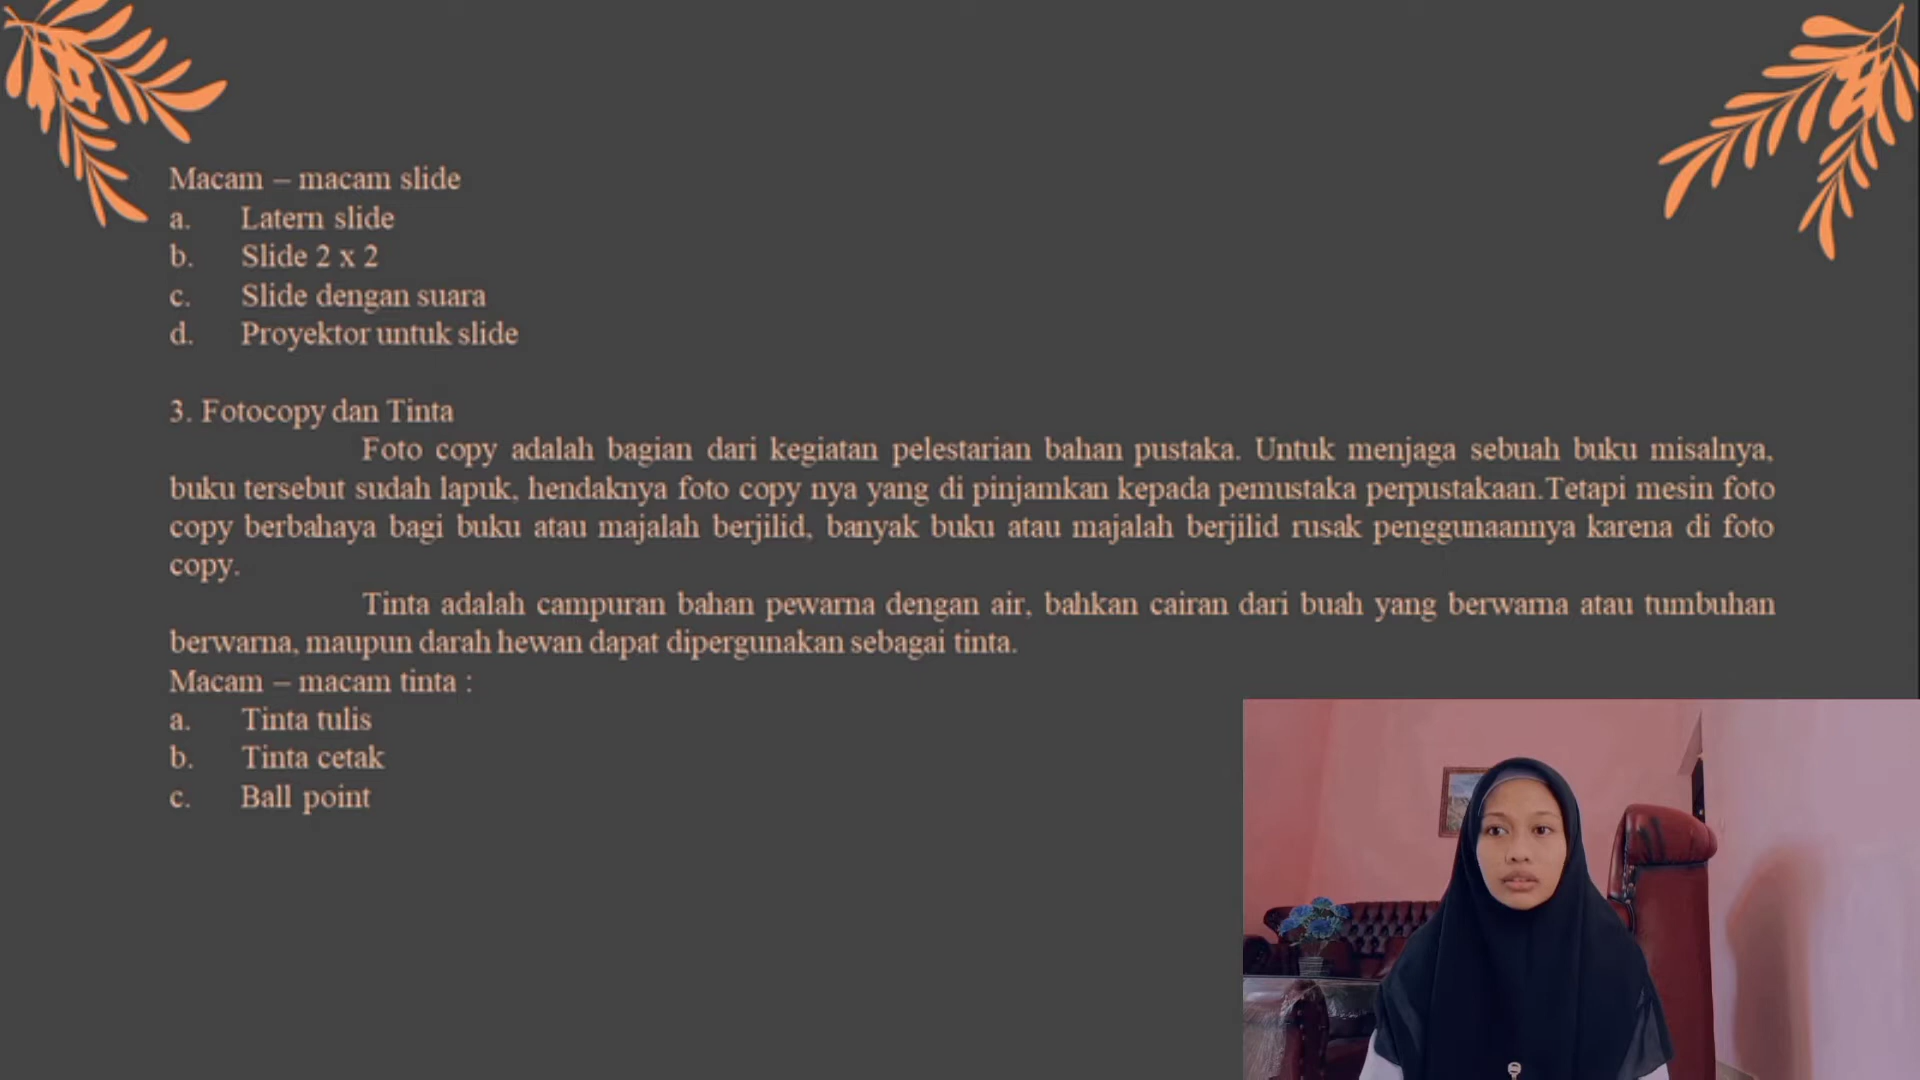 Macam – macam slide
a. Latern slide
b. Slide 2 x 2
c. Slide dengan suara
d. Proyektor untuk slide
3. Fotocopy dan Tinta
Foto copy adalah bagian dari kegiatan pelestarian bahan pustaka. Untuk menjaga sebuah buku misalnya,
buku tersebut sudah lapuk, hendaknya foto copy nya yang di pinjamkan kepada pemustaka perpustakaan.Tetapi mesin foto
copy berbahaya bagi buku atau majalah berjilid, banyak buku atau majalah berjilid rusak penggunaannya karena di foto
copy.
Tinta adalah campuran bahan pewarna dengan air, bahkan cairan dari buah yang berwarna atau tumbuhan
berwarna, maupun darah hewan dapat dipergunakan sebagai tinta.
Macam – macam tinta :
a. Tinta tulis
b. Tinta cetak
c. Ball point